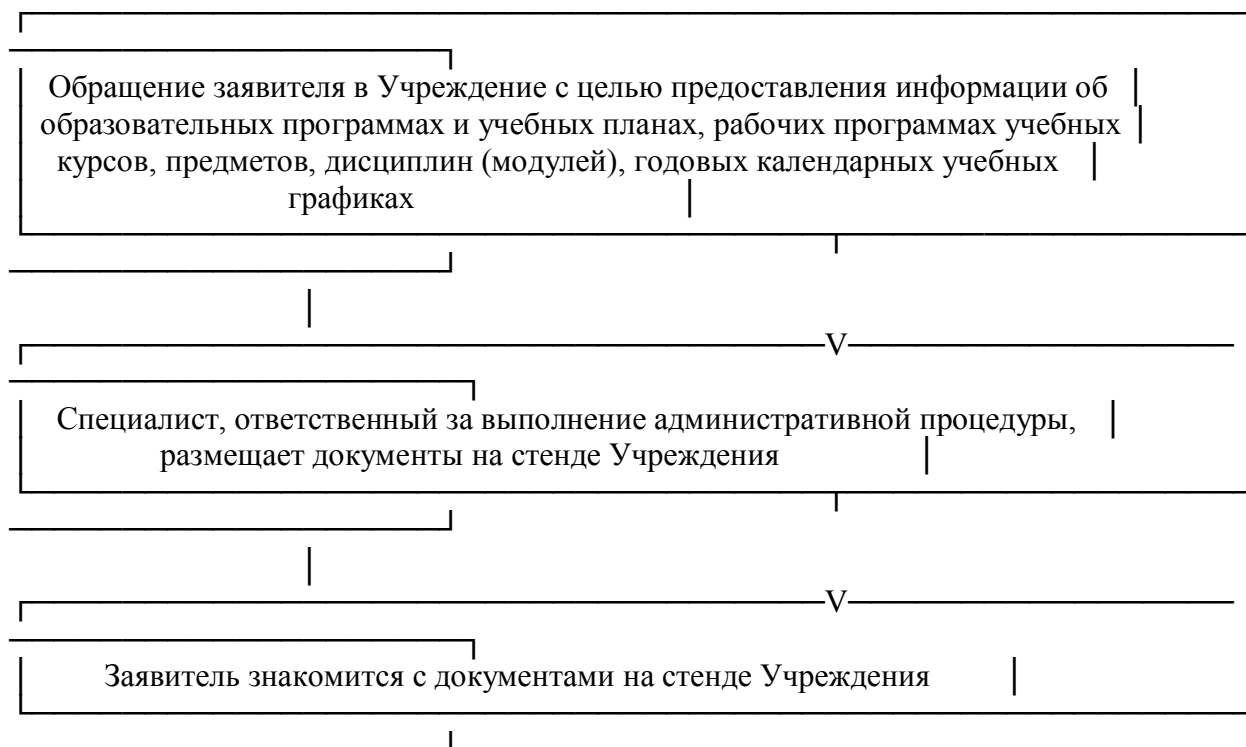 Обращение заявителя в Учреждение с целью предоставления информации об
образовательных программах и учебных планах, рабочих программах учебных
курсов, предметов, дисциплин (модулей), годовых календарных учебных
графиках
V
Специалист, ответственный за выполнение административной процедуры,
размещает документы на стенде Учреждения
V
Заявитель знакомится с документами на стенде Учреждения